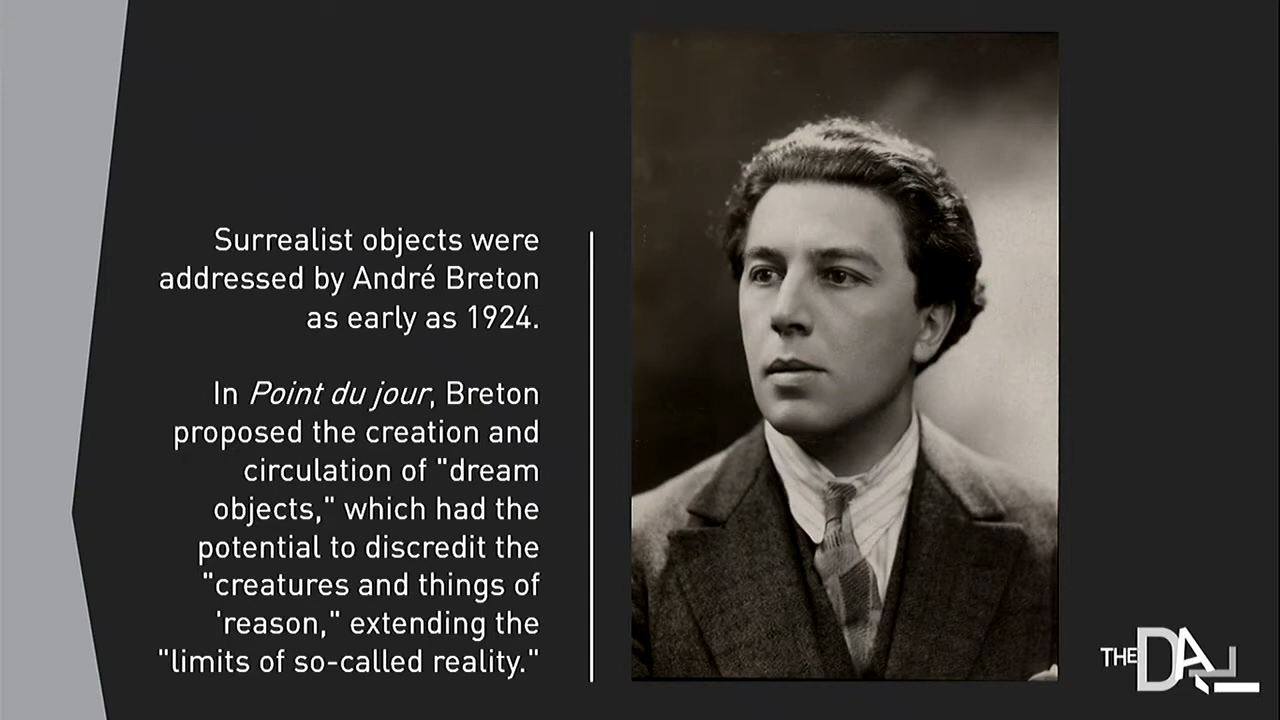 Surrealist objects were
addressed by André Breton
as early as 1924.
In Point du jour, Breton
proposed the creation and
circulation of "dream
objects," which had the
potential to discredit the
"creatures and things of
'reason," extending the
"limits of so-called reality."
THE DALÍ